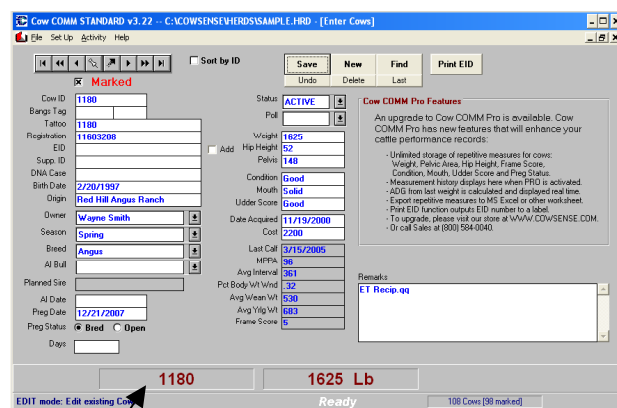 Cow COMM STANDARD v3.22 -- C:\COWSENSE\HERDS\SAMPLE.HRD - [Enter Cows]
File Set Up Activity Help
Sort by ID
Save New Find Print EID
Undo Delete Last
Marked
Cow ID 1180
Bangs Tag
Tattoo 1180
Registration 11603208
EID
Add
Supp. ID
DNA Case
Birth Date 2/20/1997
Origin Red Hill Angus Ranch
Owner Wayne Smith
Season Spring
Breed Angus
AI Bull
Planned Sire
AI Date
Preg Date 12/21/2007
Preg Status Bred Open
Days
Status ACTIVE
Poll
Weight 1625
Hip Height 52
Pelvis 148
Condition Good
Mouth Solid
Udder Score Good
Date Acquired 11/19/2000
Cost 2200
Last Calf 3/15/2005
MPPA 96
Avg Interval 361
Pct Body Wt Wnd .32
Avg Wean Wt 530
Avg Yrlg Wt 683
Frame Score 5
Cow COMM Pro Features
An upgrade to Cow COMM Pro is available. Cow
COMM Pro has new features that will enhance your
cattle performance records:
- Unlimited storage of repetitive measures for cows:
Weight, Pelvic Area, Hip Height, Frame Score,
Condition, Mouth, Udder Score and Preg Status.
- Measurement history displays here when PRO is activated.
- ADG from last weight is calculated and displayed real time.
- Export repetitive measures to MS Excel or other worksheet.
- Print EID function outputs EID number to a label.
- To upgrade, please visit our store at WWW.COWSENSE.COM.
- Or call Sales at (800) 584-0040.
Remarks
ET Recip.qq
1180 1625 Lb
EDIT mode: Edit existing Ready 108 Cows [98 marked]